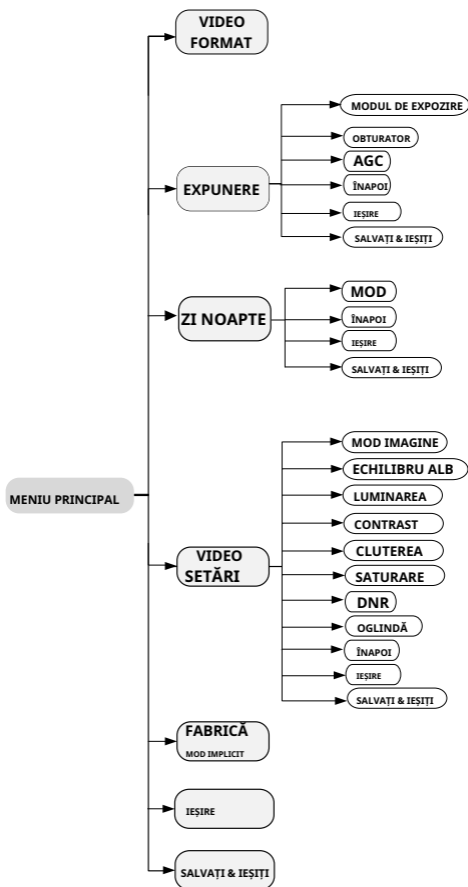 VIDEO
FORMAT
MODUL DE EXPOZIRE
OBTURATOR
AGC
EXPUNERE
ÎNAPOI
IEȘIRE
SALVAȚI & IEȘIȚI
MOD
ZI NOAPTE
ÎNAPOI
IEȘIRE
SALVAȚI & IEȘIȚI
MENIU PRINCIPAL
MOD IMAGINE
ECHILIBRU ALB
LUMINAREA
CONTRAST
CLUTEREA
VIDEO
SETĂRI
SATURARE
DNR
OGLINDĂ
ÎNAPOI
IEȘIRE
SALVAȚI & IEȘIȚI
FABRICĂ
MOD IMPLICIT
IEȘIRE
SALVAȚI & IEȘIȚI